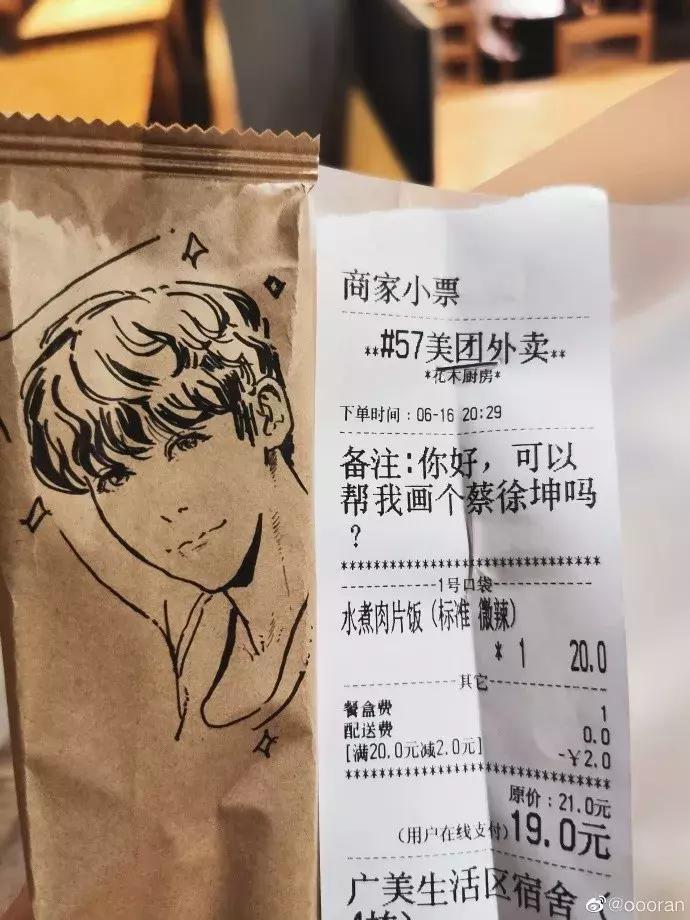 商家小票
**#57美团外卖**
*花木厨房*
下单时间：06-16 20:29
备注:你好，可以
帮我画个蔡徐坤吗
？
********************************
----------1号口袋----------
水煮肉片饭（标准 微辣）
* 1 20.0
----------其它----------
餐盒费 1
配送费 0.0
[满20.0元减2.0元] -￥2.0
********************************
原价：21.0元
（用户在线支付）19.0元
广美生活区宿舍
@oooran